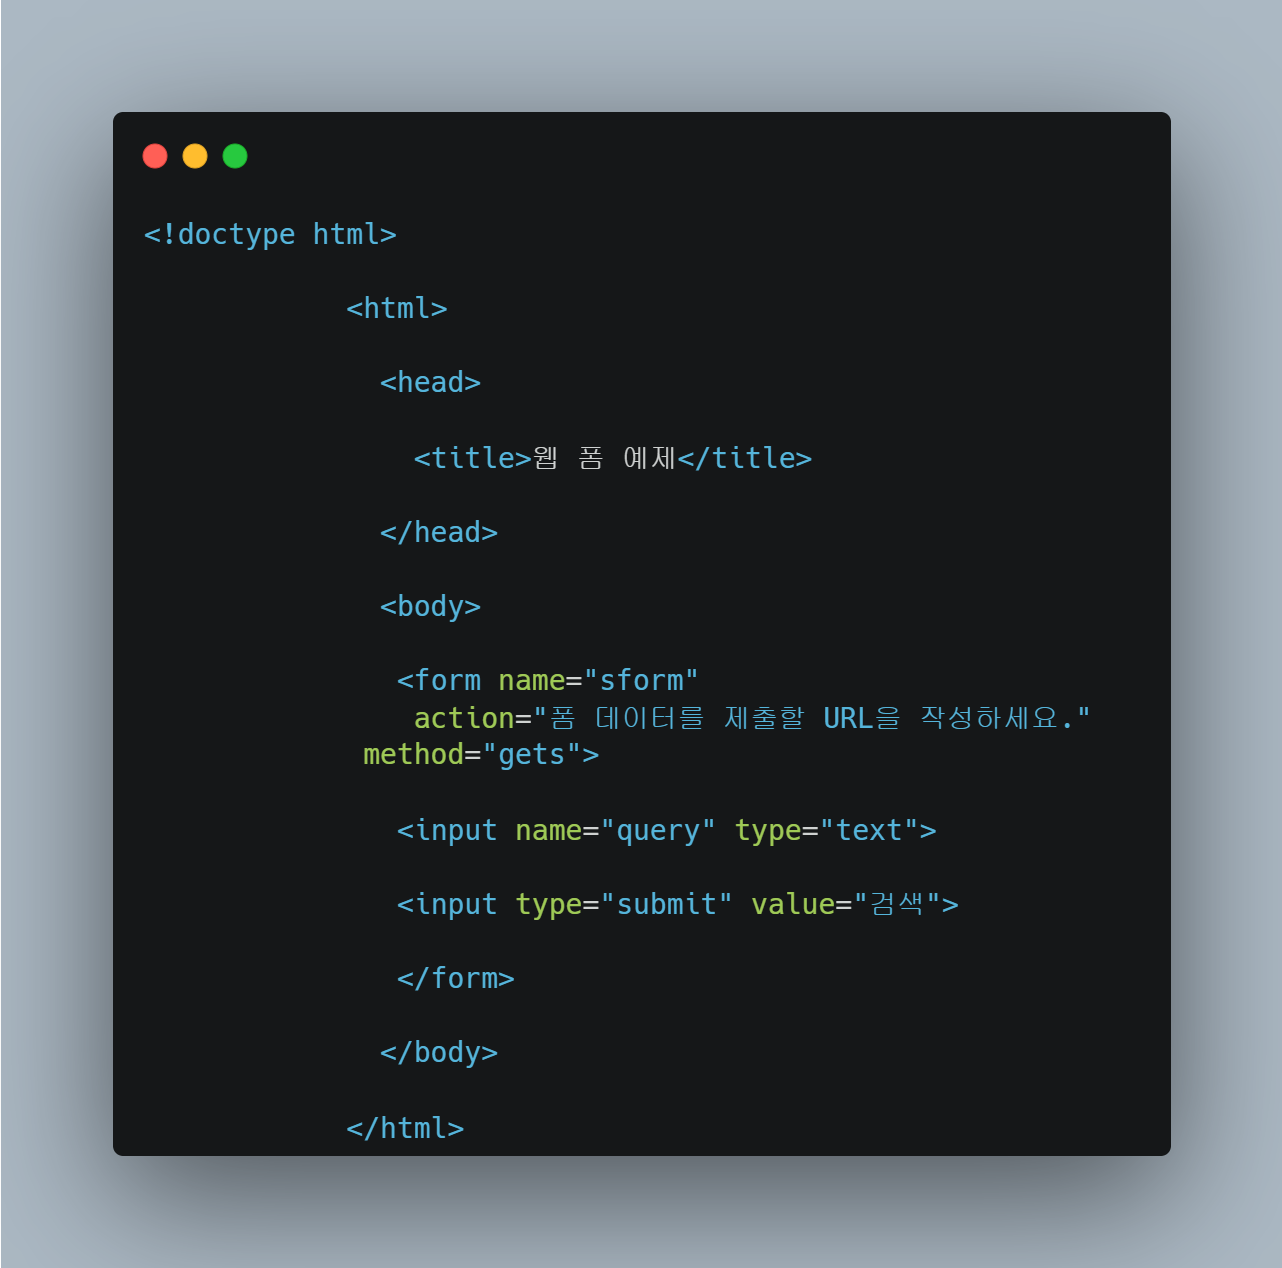 <!doctype html>
<html>
<head>
<title>웹 폼 예제</title>
</head>
<body>
<form name="sform"
action="폼 데이터를 제출할 URL을 작성하세요."
method="gets">
<input name="query" type="text">
<input type="submit" value="검색">
</form>
</body>
</html>